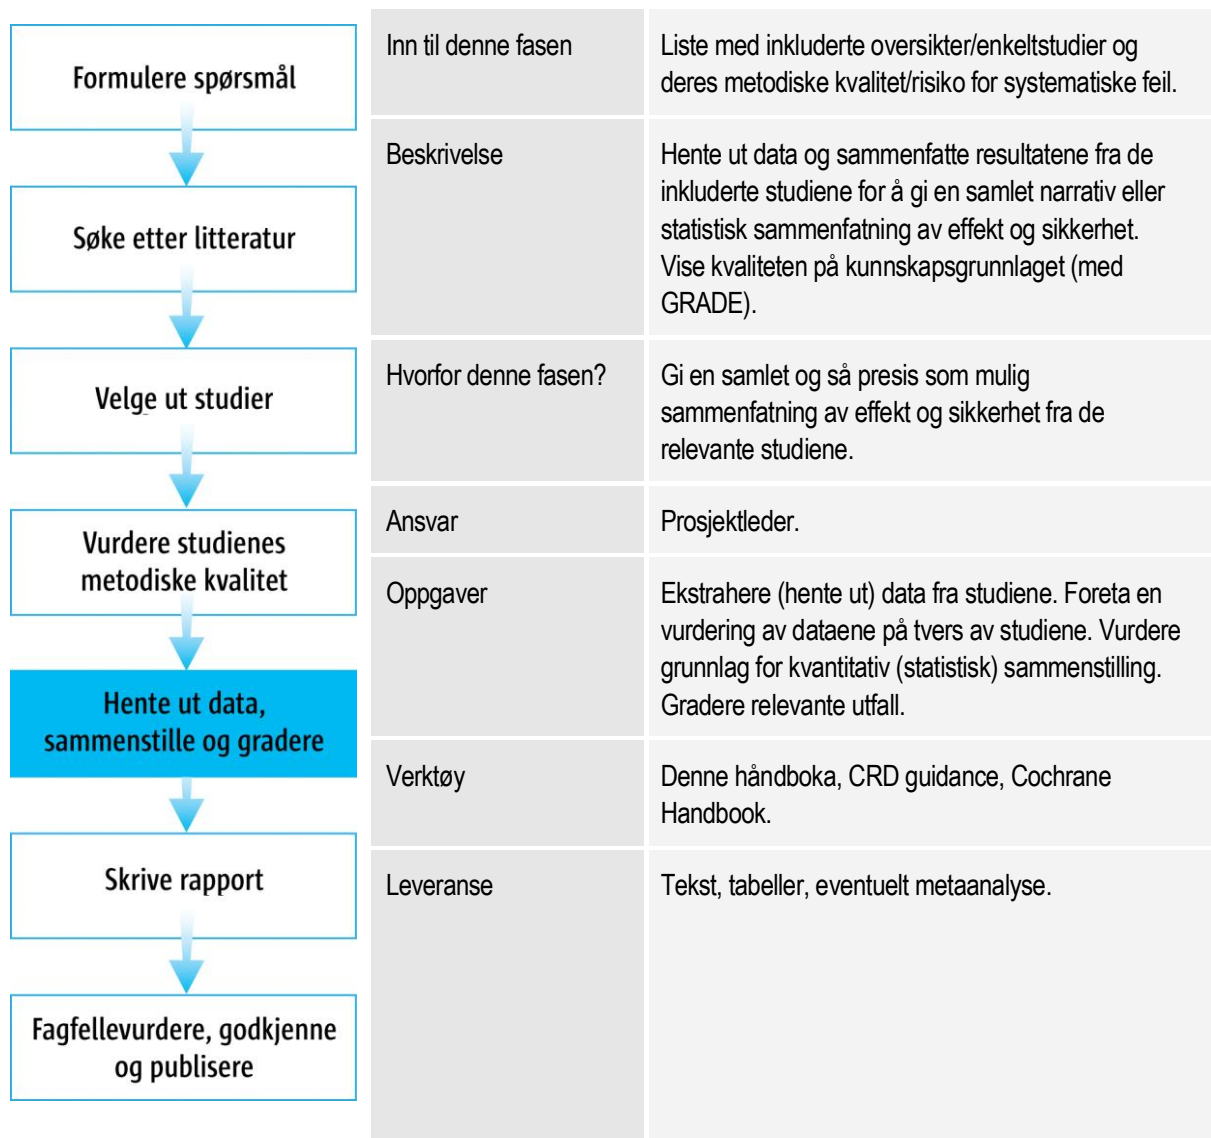 Formulere spørsmål
Søke etter litteratur
Velge ut studier
Vurdere studienes
metodiske kvalitet
Hente ut data,
sammenstille og gradere
Skrive rapport
Fagfellevurdere, godkjenne
og publisere
Inn til denne fasen
Liste med inkluderte oversikter/enkeltstudier og
deres metodiske kvalitet/risiko for systematiske feil.
Beskrivelse
Hente ut data og sammenfatte resultatene fra de
inkluderte studiene for å gi en samlet narrativ eller
statistisk sammenfatning av effekt og sikkerhet.
Vise kvaliteten på kunnskapsgrunnlaget (med
GRADE).
Hvorfor denne fasen?
Gi en samlet og så presis som mulig
sammenfatning av effekt og sikkerhet fra de
relevante studiene.
Ansvar
Prosjektleder.
Oppgaver
Ekstrahere (hente ut) data fra studiene. Foreta en
vurdering av dataene på tvers av studiene. Vurdere
grunnlag for kvantitativ (statistisk) sammenstilling.
Gradere relevante utfall.
Verktøy
Denne håndboka, CRD guidance, Cochrane
Handbook.
Leveranse
Tekst, tabeller, eventuelt metaanalyse.